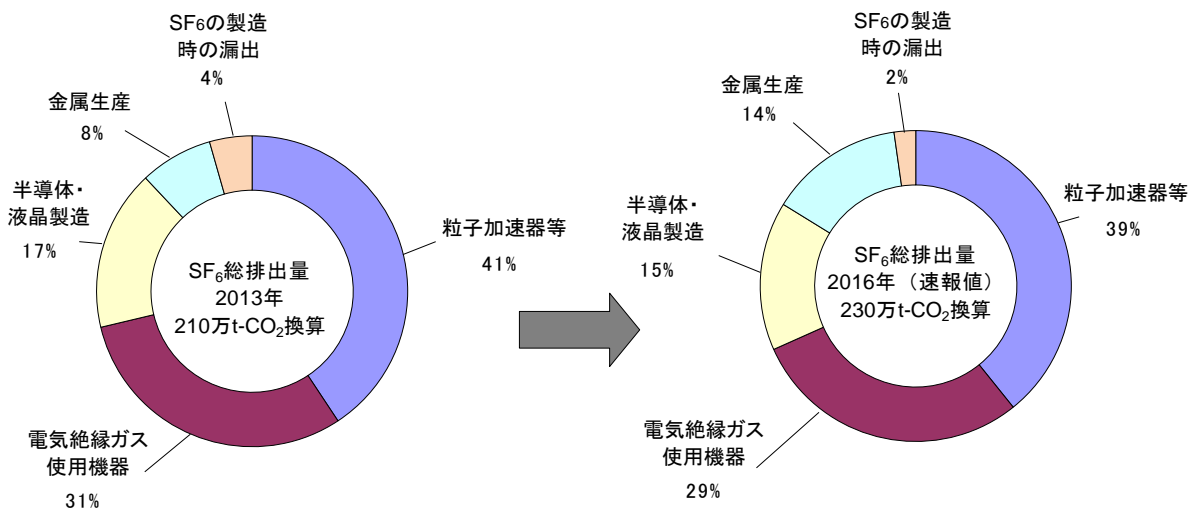 SF6の製造
時の漏出
4%
金属生産
8%
半導体・
液晶製造
17%
粒子加速器等
41%
SF6総排出量
2013年
210万t-CO2換算
電気絶縁ガス
使用機器
31%
SF6の製造
時の漏出
2%
金属生産
14%
半導体・
液晶製造
15%
粒子加速器等
39%
SF6総排出量
2016年（速報値）
230万t-CO2換算
電気絶縁ガス
使用機器
29%